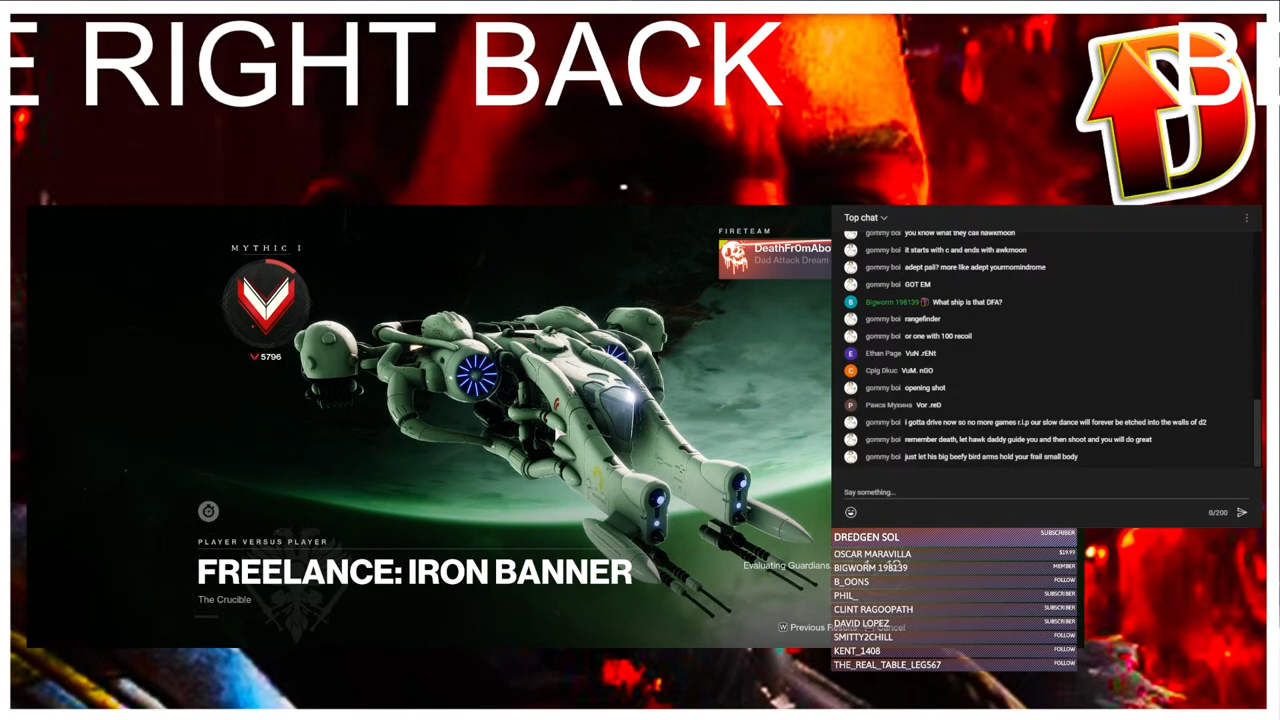 E RIGHT BACK
BE
D
MYTHIC I
5796
FIRETEAM
DeathFr0mAbo
Dad Attack Dream
PLAYER VERSUS PLAYER
FREELANCE: IRON BANNER
The Crucible
Evaluating Guardians.
W Previous R
Cancel
Top chat
gommy boi you know what they call hawkmoon
gommy boi it starts with c and ends with awkmoon
gommy boi adept pali? more like adept yourmomindrome
gommy boi GOT EM
B Bigworm 198139 What ship is that DFA?
gommy boi rangefinder
gommy boi or one with 100 recoil
E Ethan Page VuN .rENt
C Cpig Dkuc VuM. nGO
gommy boi opening shot
P Раиса Мухина Vor .reD
gommy boi i gotta drive now so no more games r.i.p our slow dance will forever be etched into the walls of d2
gommy boi remember death, let hawk daddy guide you and then shoot and you will do great
gommy boi just let his big beefy bird arms hold your frail small body
Say something...
0/200
DREDGEN SOL SUBSCRIBER
OSCAR MARAVILLA $19.99
BIGWORM 198139 MEMBER
B_OONS FOLLOW
PHIL_ SUBSCRIBER
CLINT RAGOOPATH SUBSCRIBER
DAVID LOPEZ SUBSCRIBER
SMITTY2CHILL FOLLOW
KENT_1408 FOLLOW
THE_REAL_TABLE_LEG567 FOLLOW